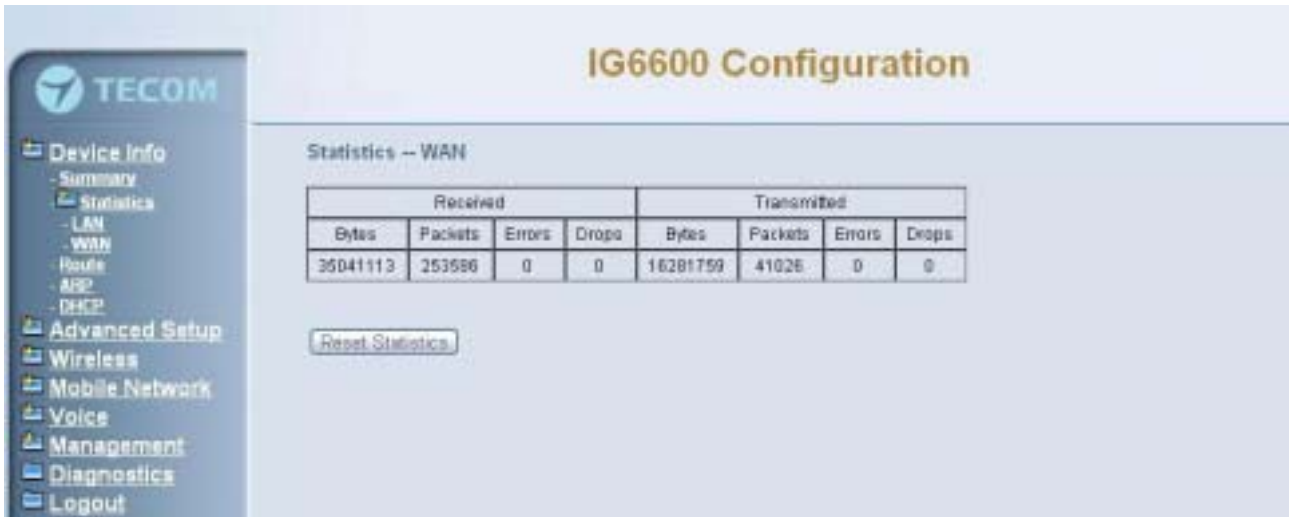 TECOM
IG6600 Configuration
Device Info
- Summary
Statistics
- LAN
- WAN
- Route
- ARP
- DHCP
Advanced Setup
Wireless
Mobile Network
Voice
Management
Diagnostics
Logout
Statistics -- WAN
Received Transmitted
Bytes Packets Errors Drops Bytes Packets Errors Drops
35041113 253586 0 0 16281759 41026 0 0
Reset Statistics